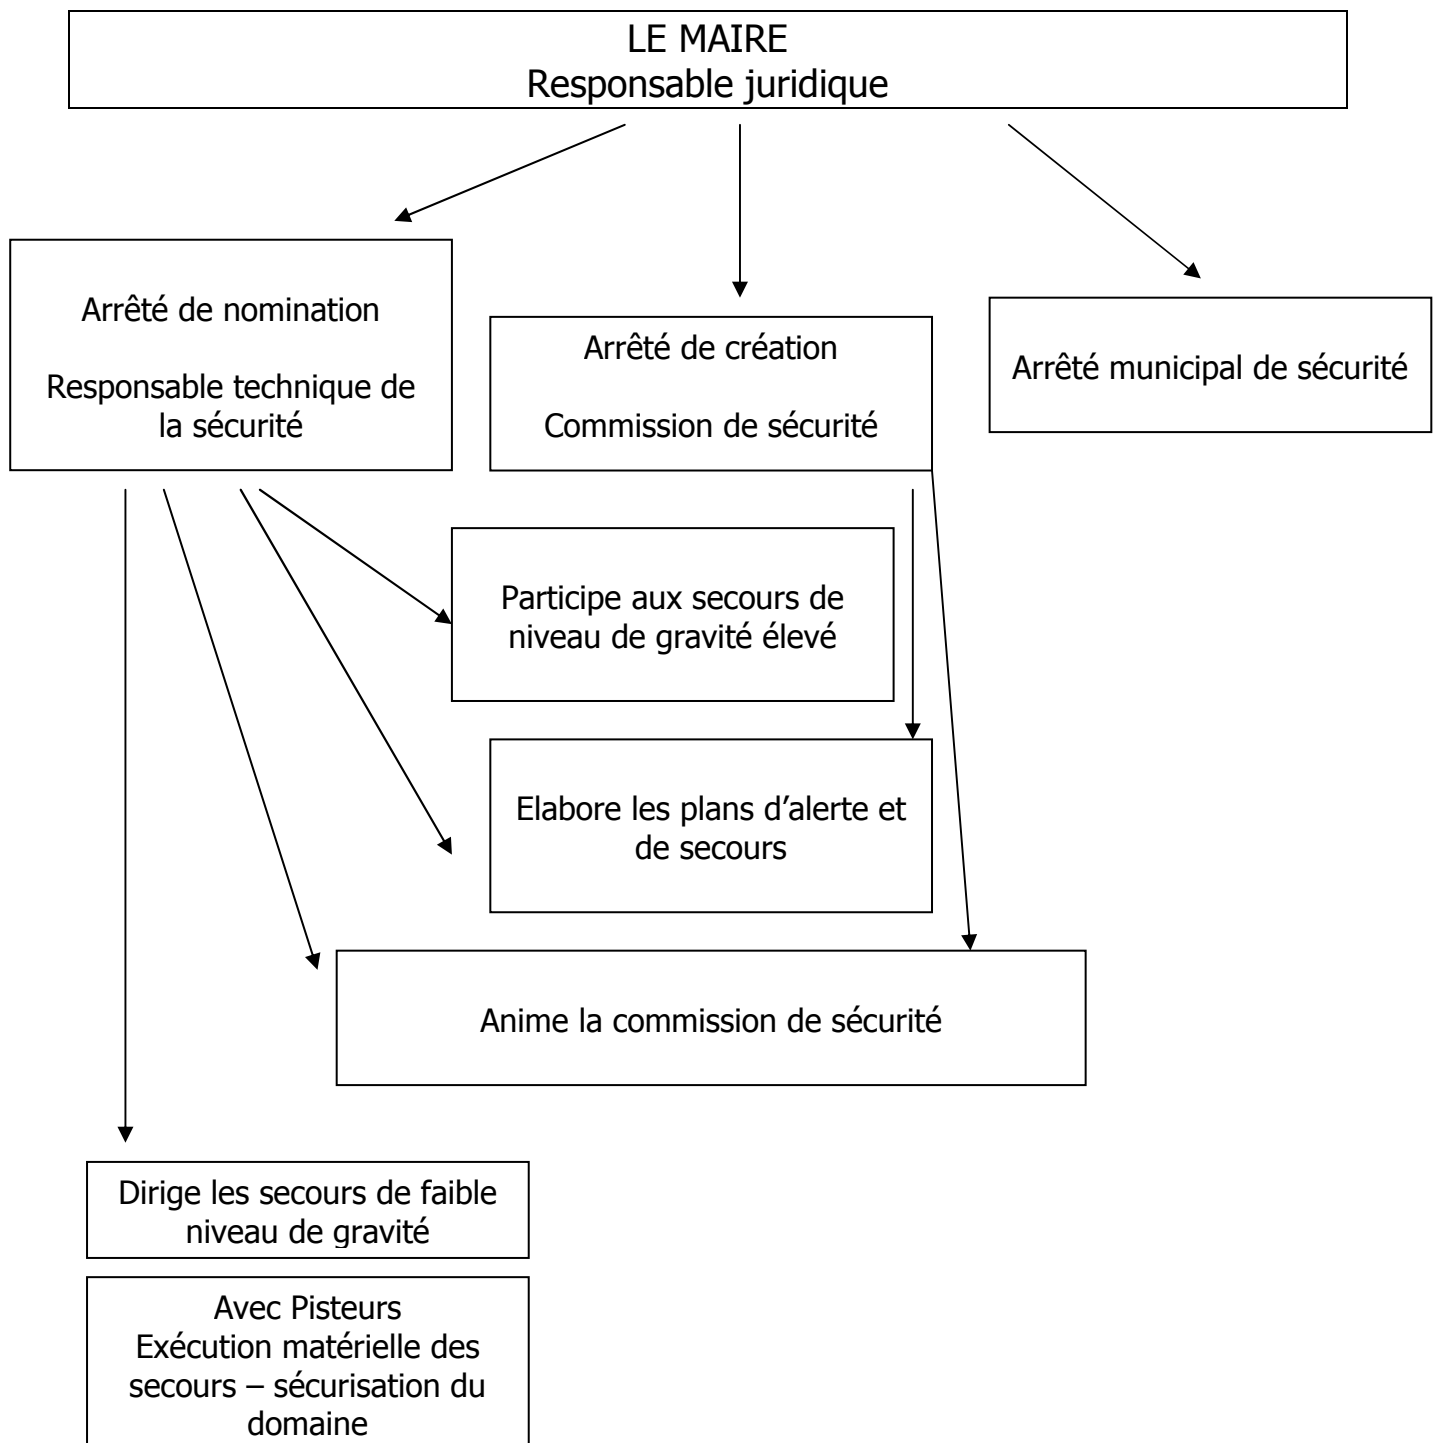 LE MAIRE
Responsable juridique
Arrêté de nomination
Responsable technique de
la sécurité
Arrêté de création
Commission de sécurité
Arrêté municipal de sécurité
Participe aux secours de
niveau de gravité élevé
Elabore les plans d’alerte et
de secours
Anime la commission de sécurité
Dirige les secours de faible
niveau de gravité
Avec Pisteurs
Exécution matérielle des
secours – sécurisation du
domaine